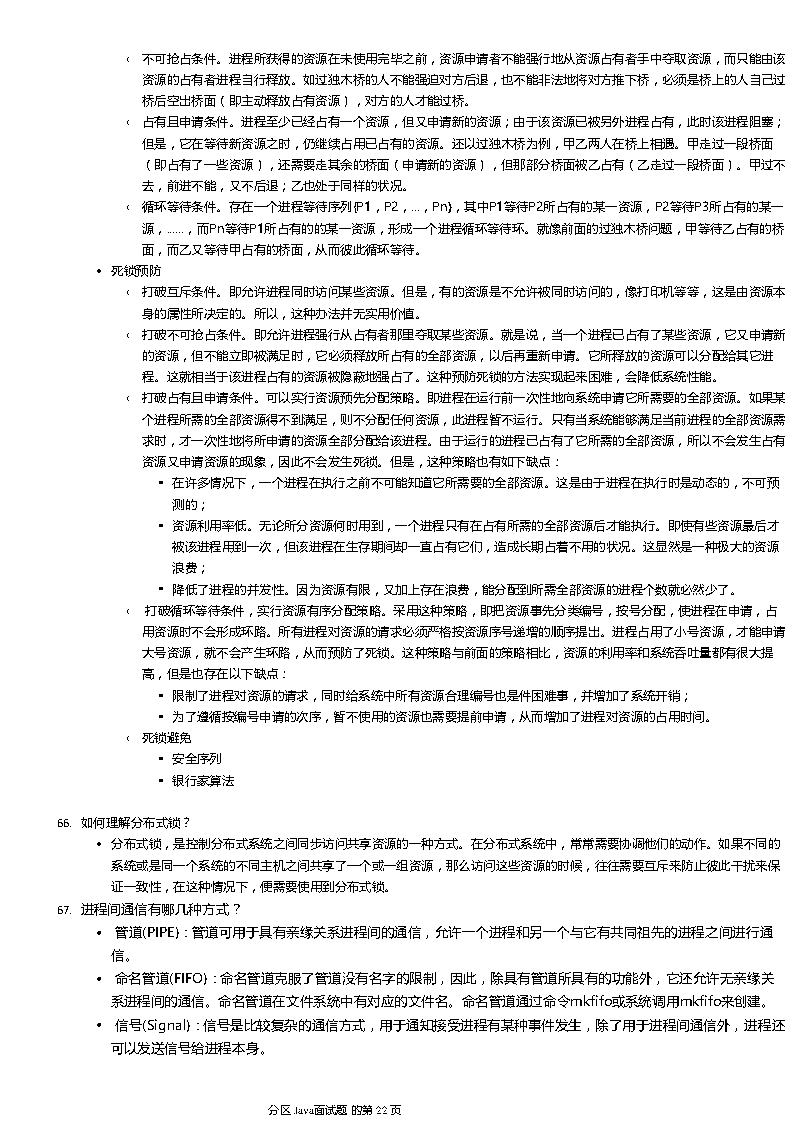 ‹ 不可抢占条件。进程所获得的资源在未使用完毕之前，资源申请者不能强行地从资源占有者手中夺取资源，而只能由该
资源的占有者进程自行释放。如过独木桥的人不能强迫对方后退，也不能非法地将对方推下桥，必须是桥上的人自己过
桥后空出桥面（即主动释放占有资源），对方的人才能过桥。
‹ 占有且申请条件。进程至少已经占有一个资源，但又申请新的资源；由于该资源已被另外进程占有，此时该进程阻塞；
但是，它在等待新资源之时，仍继续占用已占有的资源。还以过独木桥为例，甲乙两人在桥上相遇。甲走过一段桥面
（即占有了一些资源），还需要走其余的桥面（申请新的资源），但那部分桥面被乙占有（乙走过一段桥面）。甲过不
去，前进不能，又不后退；乙也处于同样的状况。
‹ 循环等待条件。存在一个进程等待序列{P1，P2，...，Pn}，其中P1等待P2所占有的某一资源，P2等待P3所占有的某一
源，......，而Pn等待P1所占有的的某一资源，形成一个进程循环等待环。就像前面的过独木桥问题，甲等待乙占有的桥
面，而乙又等待甲占有的桥面，从而彼此循环等待。
• 死锁预防
‹ 打破互斥条件。即允许进程同时访问某些资源。但是，有的资源是不允许被同时访问的，像打印机等等，这是由资源本
身的属性所决定的。所以，这种办法并无实用价值。
‹ 打破不可抢占条件。即允许进程强行从占有者那里夺取某些资源。就是说，当一个进程已占有了某些资源，它又申请新
的资源，但不能立即被满足时，它必须释放所占有的全部资源，以后再重新申请。它所释放的资源可以分配给其它进
程。这就相当于该进程占有的资源被隐蔽地强占了。这种预防死锁的方法实现起来困难，会降低系统性能。
‹ 打破占有且申请条件。可以实行资源预先分配策略。即进程在运行前一次性地向系统申请它所需要的全部资源。如果某
个进程所需的全部资源得不到满足，则不分配任何资源，此进程暂不运行。只有当系统能够满足当前进程的全部资源需
求时，才一次性地将所申请的资源全部分配给该进程。由于运行的进程已占有了它所需的全部资源，所以不会发生占有
资源又申请资源的现象，因此不会发生死锁。但是，这种策略也有如下缺点：
▪ 在许多情况下，一个进程在执行之前不可能知道它所需要的全部资源。这是由于进程在执行时是动态的，不可预
测的；
▪ 资源利用率低。无论所分资源何时用到，一个进程只有在占有所需的全部资源后才能执行。即使有些资源最后才
被该进程用到一次，但该进程在生存期间却一直占有它们，造成长期占着不用的状况。这显然是一种极大的资源
浪费；
▪ 降低了进程的并发性。因为资源有限，又加上存在浪费，能分配到所需全部资源的进程个数就必然少了。
‹ 打破循环等待条件，实行资源有序分配策略。采用这种策略，即把资源事先分类编号，按号分配，使进程在申请，占
用资源时不会形成环路。所有进程对资源的请求必须严格按资源序号递增的顺序提出。进程占用了小号资源，才能申请
大号资源，就不会产生环路，从而预防了死锁。这种策略与前面的策略相比，资源的利用率和系统吞吐量都有很大提
高，但是也存在以下缺点：
▪ 限制了进程对资源的请求，同时给系统中所有资源合理编号也是件困难事，并增加了系统开销；
▪ 为了遵循按编号申请的次序，暂不使用的资源也需要提前申请，从而增加了进程对资源的占用时间。
‹ 死锁避免
▪ 安全序列
▪ 银行家算法
66. 如何理解分布式锁？
• 分布式锁，是控制分布式系统之间同步访问共享资源的一种方式。在分布式系统中，常常需要协调他们的动作。如果不同的
系统或是同一个系统的不同主机之间共享了一个或一组资源，那么访问这些资源的时候，往往需要互斥来防止彼此干扰来保
证一致性，在这种情况下，便需要使用到分布式锁。
67. 进程间通信有哪几种方式？
• 管道(PIPE)：管道可用于具有亲缘关系进程间的通信，允许一个进程和另一个与它有共同祖先的进程之间进行通
信。
• 命名管道(FIFO)：命名管道克服了管道没有名字的限制，因此，除具有管道所具有的功能外，它还允许无亲缘关
系进程间的通信。命名管道在文件系统中有对应的文件名。命名管道通过命令mkfifo或系统调用mkfifo来创建。
• 信号(Signal)：信号是比较复杂的通信方式，用于通知接受进程有某种事件发生，除了用于进程间通信外，进程还
可以发送信号给进程本身。
分区 Java面试题 的第 22 页